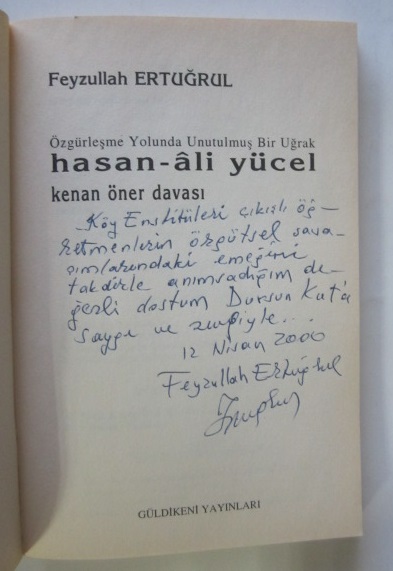 Feyzullah ERTUĞRUL
Özgürleşme Yolunda Unutulmuş Bir Uğrak
hasan-âli yücel
kenan öner davası
Köy Enstitüleri çıkışlı öğ-
retmenlerin örgütsel sava-
şımlarındaki emeğini
takdirle anımsadığım de-
ğerli dostum Dursun Kut'a
saygı ve sevgiyle...
12 Nisan 2000
Feyzullah Ertuğrul
GÜLDİKENİ YAYINLARI